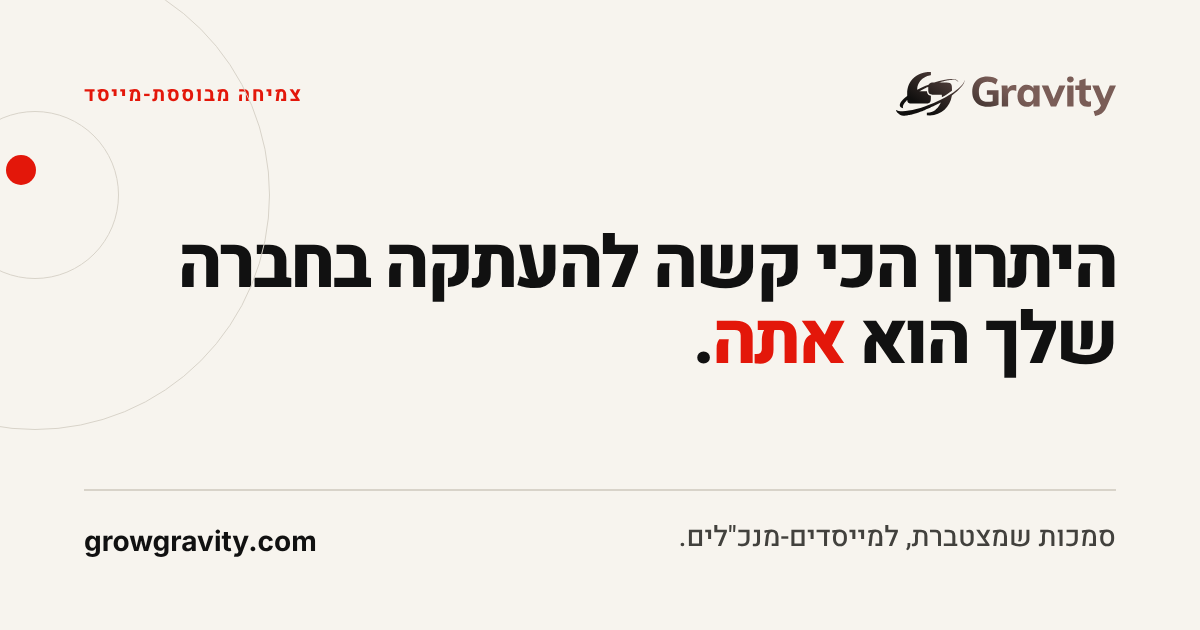 Gravity
צמיחה מבוססת-מייסד
היתרון הכי קשה להעתקה בחברה
שלך הוא אתה.
סמכות שמצטברת, למייסדים-מנכ"לים.
growgravity.com